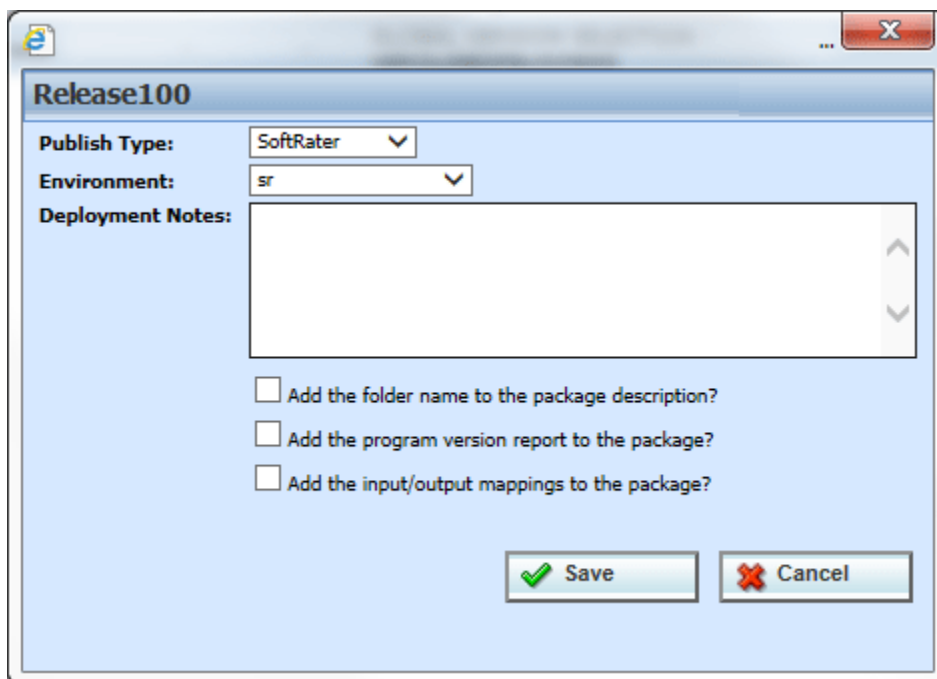 ...
Release100
Publish Type: SoftRater
Environment: sr
Deployment Notes:
Add the folder name to the package description?
Add the program version report to the package?
Add the input/output mappings to the package?
Save Cancel